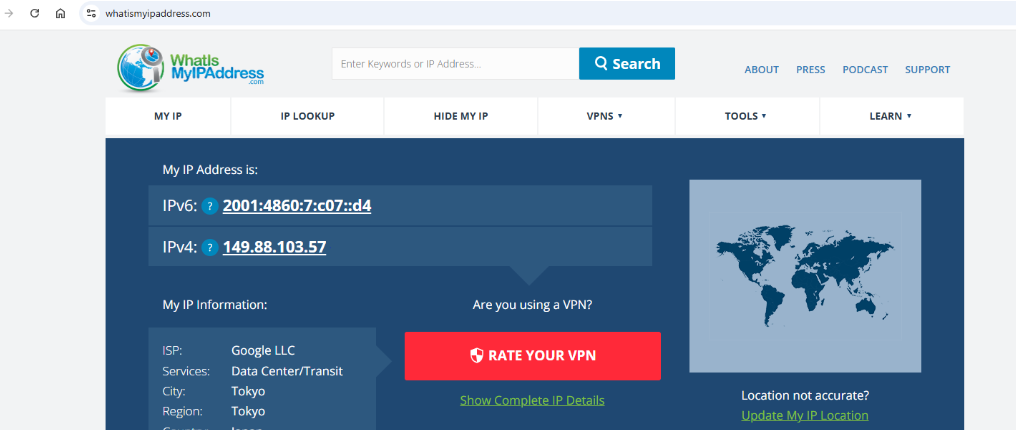 whatismyipaddress.com
WhatIs
MyIPAddress
.com
Enter Keywords or IP Address...
Search
ABOUT PRESS PODCAST SUPPORT
MY IP IP LOOKUP HIDE MY IP VPNS ▼ TOOLS ▼ LEARN ▼
My IP Address is:
IPv6: ? 2001:4860:7:c07::d4
IPv4: ? 149.88.103.57
My IP Information:
Are you using a VPN?
ISP: Google LLC
Services: Data Center/Transit
City: Tokyo
Region: Tokyo
RATE YOUR VPN
Show Complete IP Details
Location not accurate?
Update My IP Location